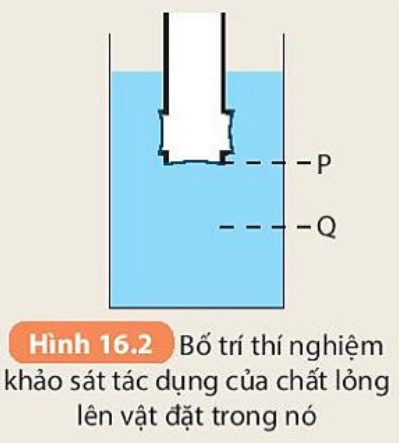 P
Q
Hình 16.2 Bố trí thí nghiệm
khảo sát tác dụng của chất lỏng
lên vật đặt trong nó